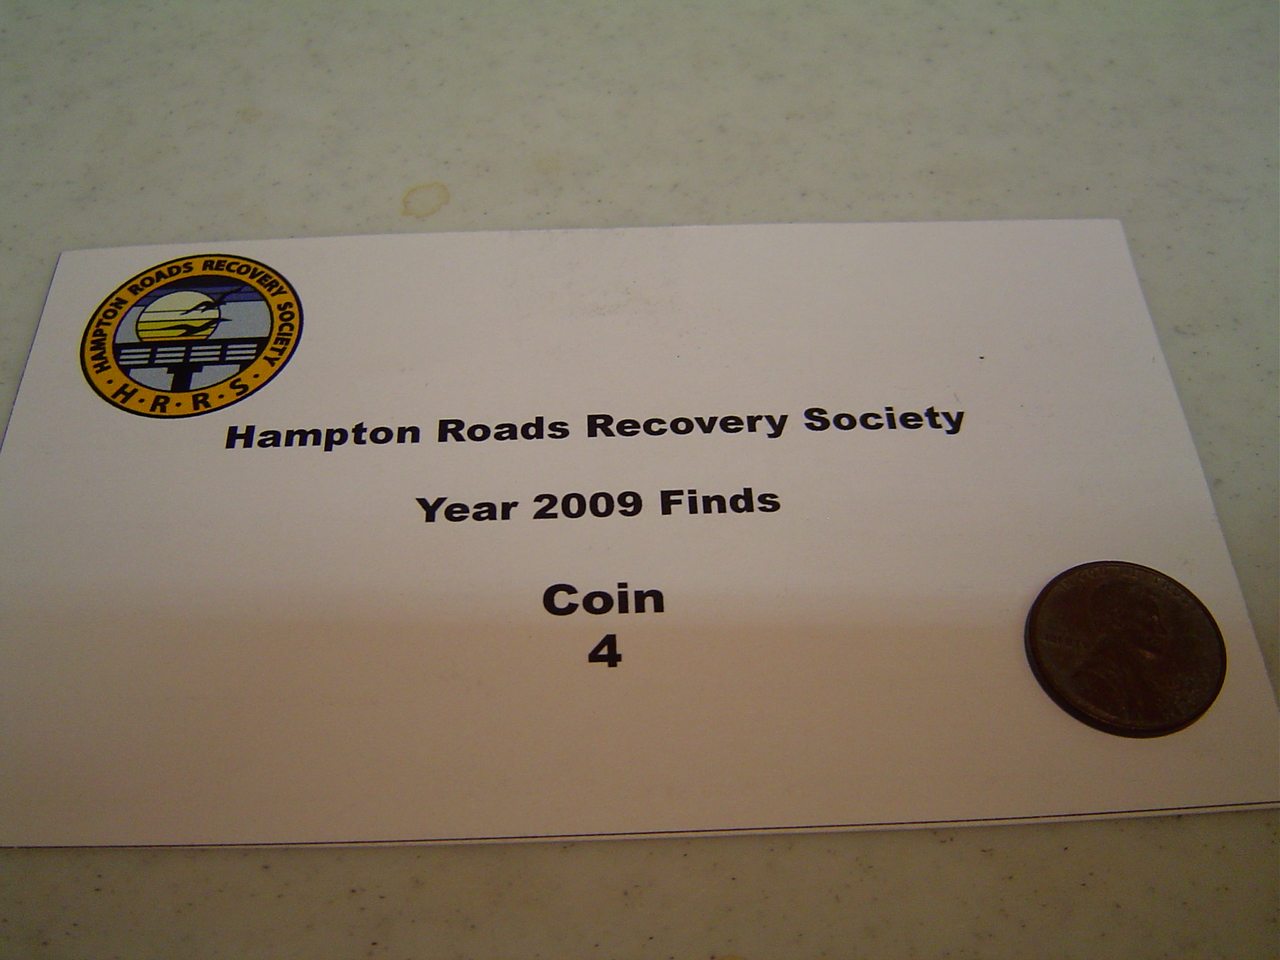 HAMPTON ROADS RECOVERY SOCIETY
· H · R · R · S ·
Hampton Roads Recovery Society
Year 2009 Finds
Coin
4